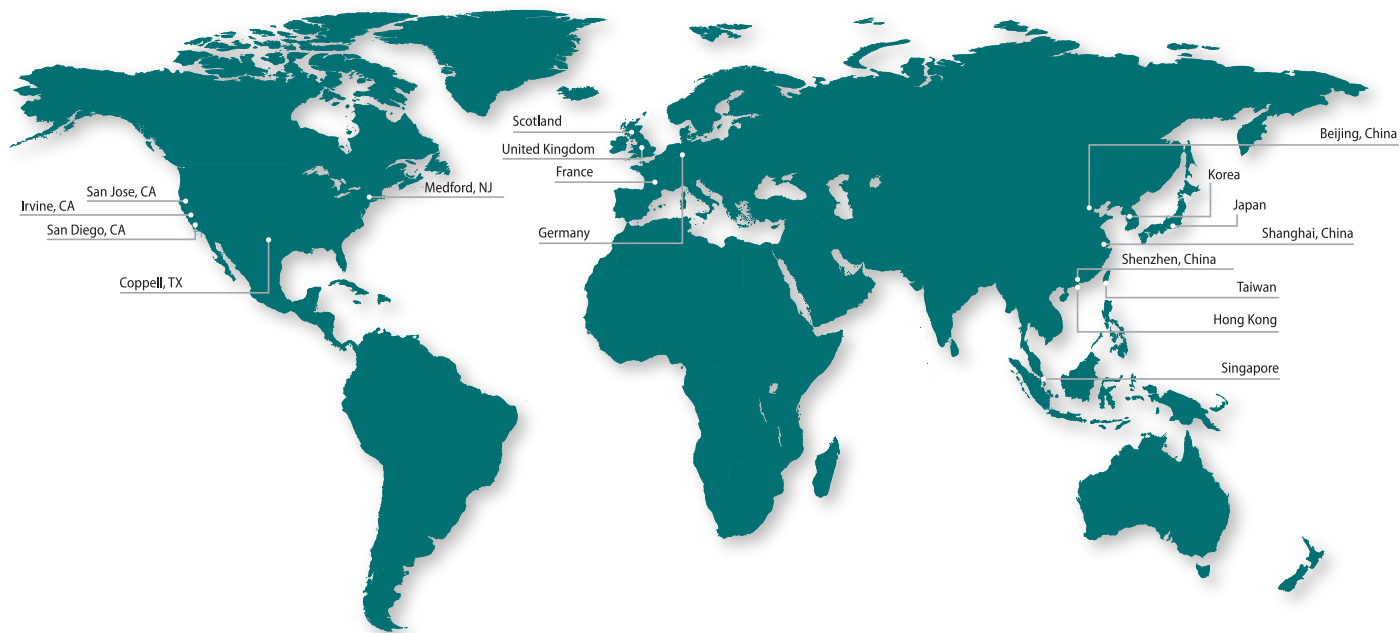 Scotland
United Kingdom
France
Germany
San Jose, CA
Irvine, CA
San Diego, CA
Coppell, TX
Medford, NJ
Beijing, China
Korea
Japan
Shanghai, China
Shenzhen, China
Taiwan
Hong Kong
Singapore